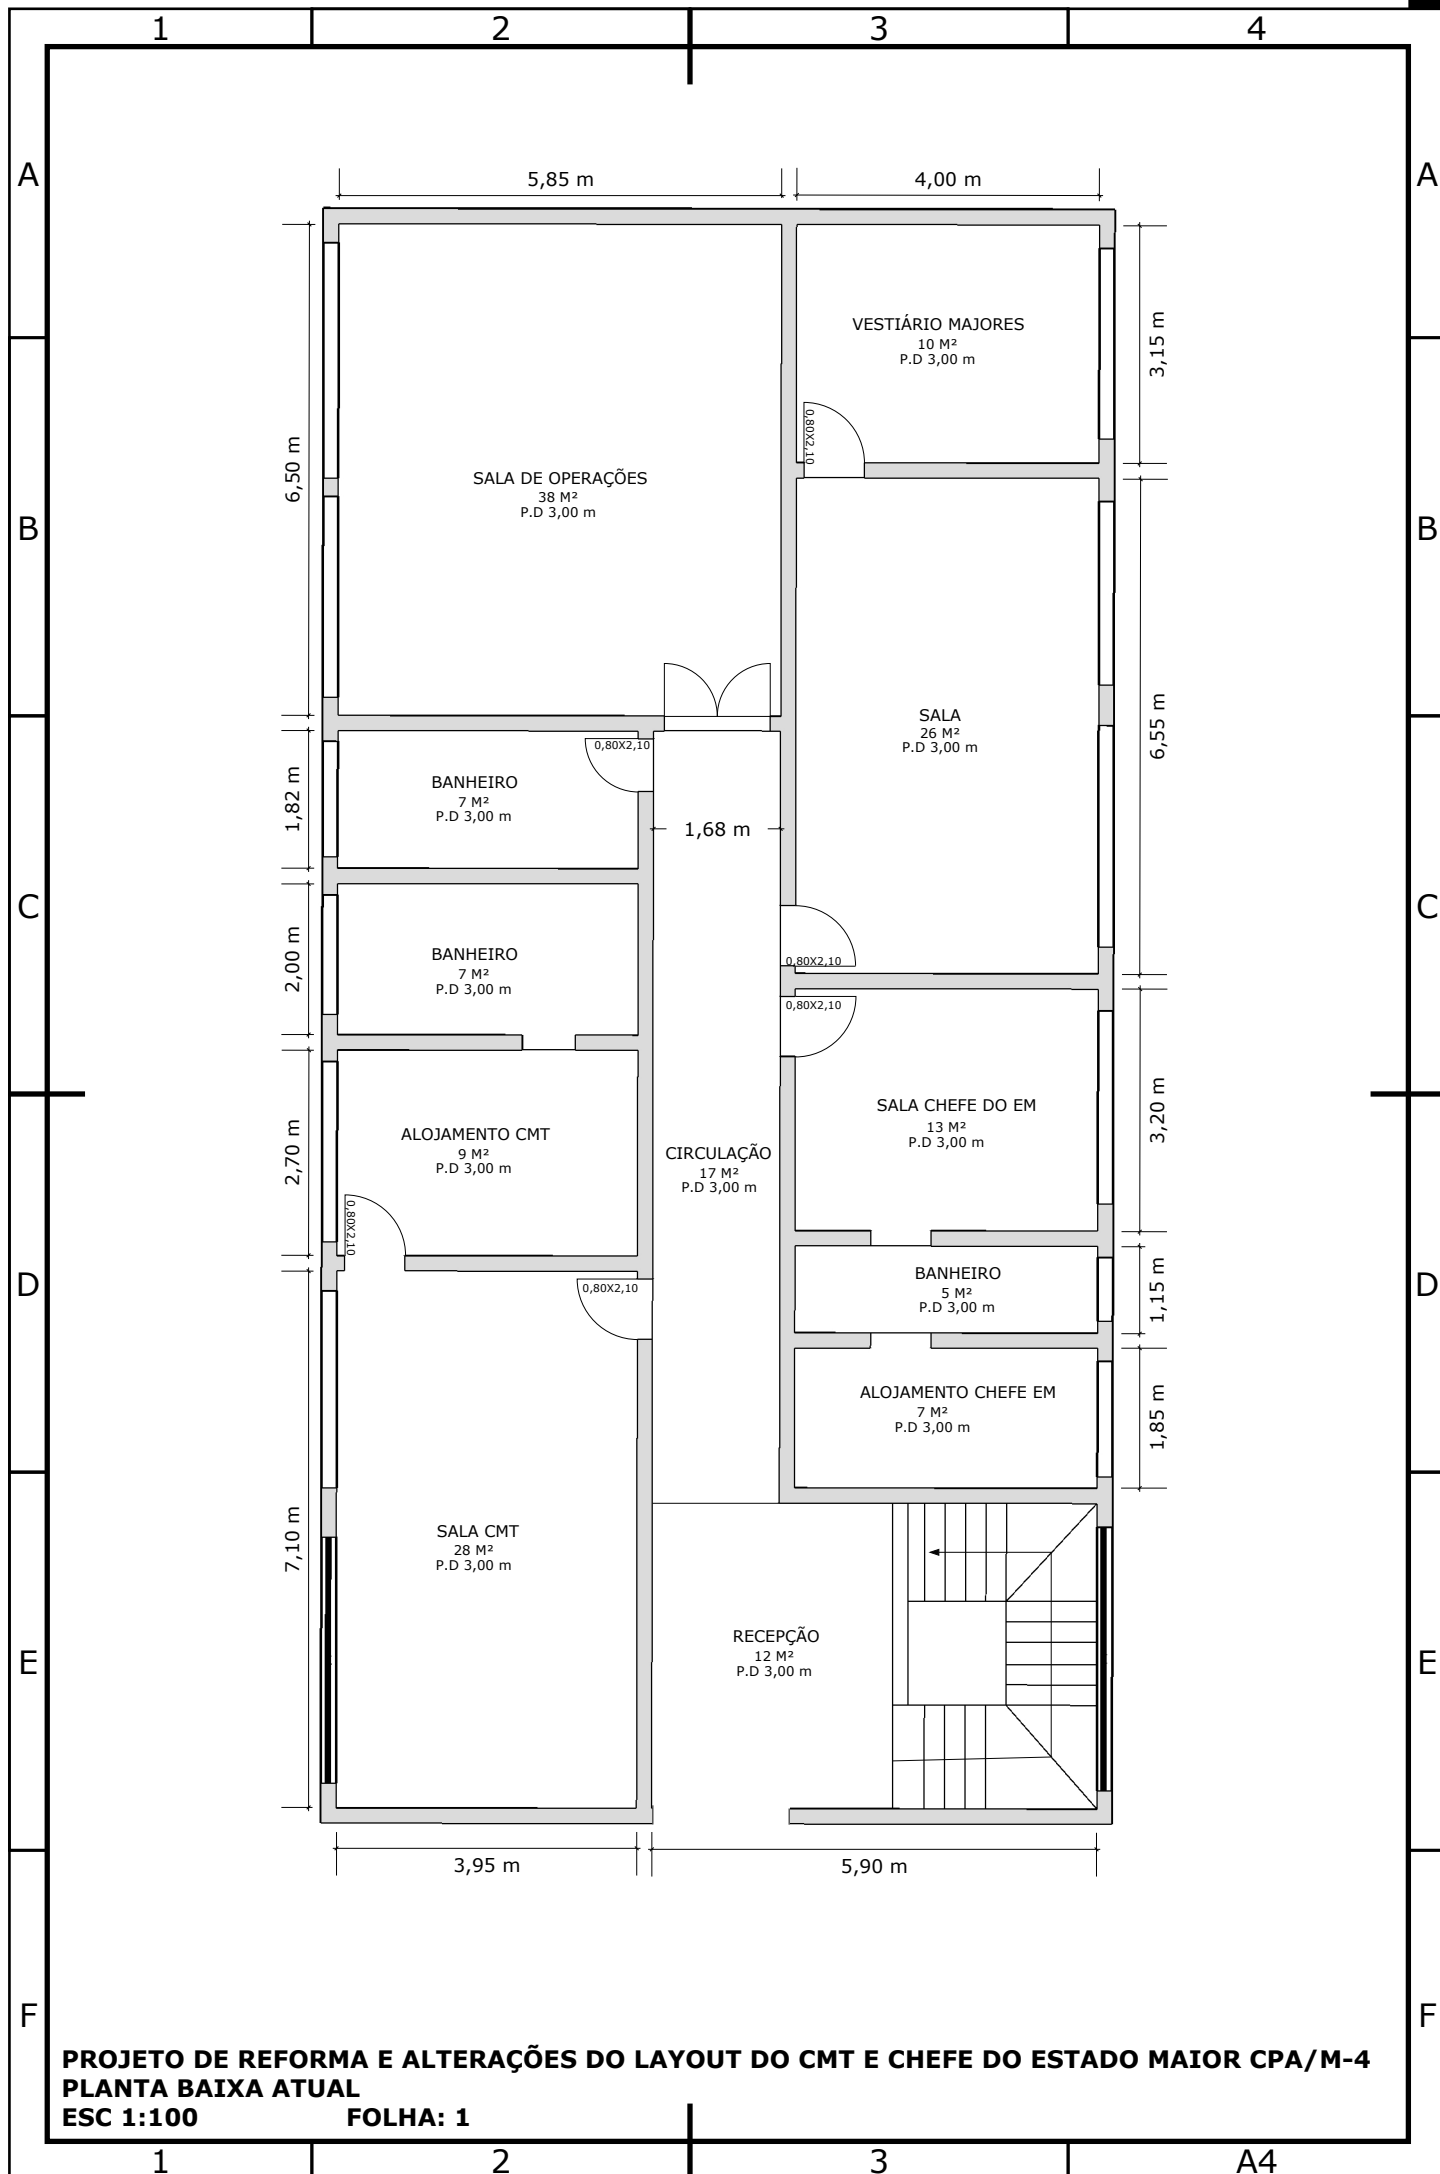 1
2
3
4
A
A
5,85 m
4,00 m
3,15 m
VESTIÁRIO MAJORES
10 M²
P.D 3,00 m
0,80X2,10
6,50 m
SALA DE OPERAÇÕES
38 M²
P.D 3,00 m
B
B
SALA
26 M²
P.D 3,00 m
6,55 m
0,80X2,10
BANHEIRO
7 M²
P.D 3,00 m
1,82 m
1,68 m
C
C
BANHEIRO
7 M²
P.D 3,00 m
2,00 m
0,80X2,10
0,80X2,10
SALA CHEFE DO EM
13 M²
P.D 3,00 m
3,20 m
ALOJAMENTO CMT
9 M²
P.D 3,00 m
2,70 m
0,80X2,10
CIRCULAÇÃO
17 M²
P.D 3,00 m
D
D
0,80X2,10
BANHEIRO
5 M²
P.D 3,00 m
1,15 m
ALOJAMENTO CHEFE EM
7 M²
P.D 3,00 m
1,85 m
7,10 m
SALA CMT
28 M²
P.D 3,00 m
RECEPÇÃO
12 M²
P.D 3,00 m
E
E
3,95 m
5,90 m
F
F
PROJETO DE REFORMA E ALTERAÇÕES DO LAYOUT DO CMT E CHEFE DO ESTADO MAIOR CPA/M-4
PLANTA BAIXA ATUAL
ESC 1:100 FOLHA: 1
1
2
3
A4